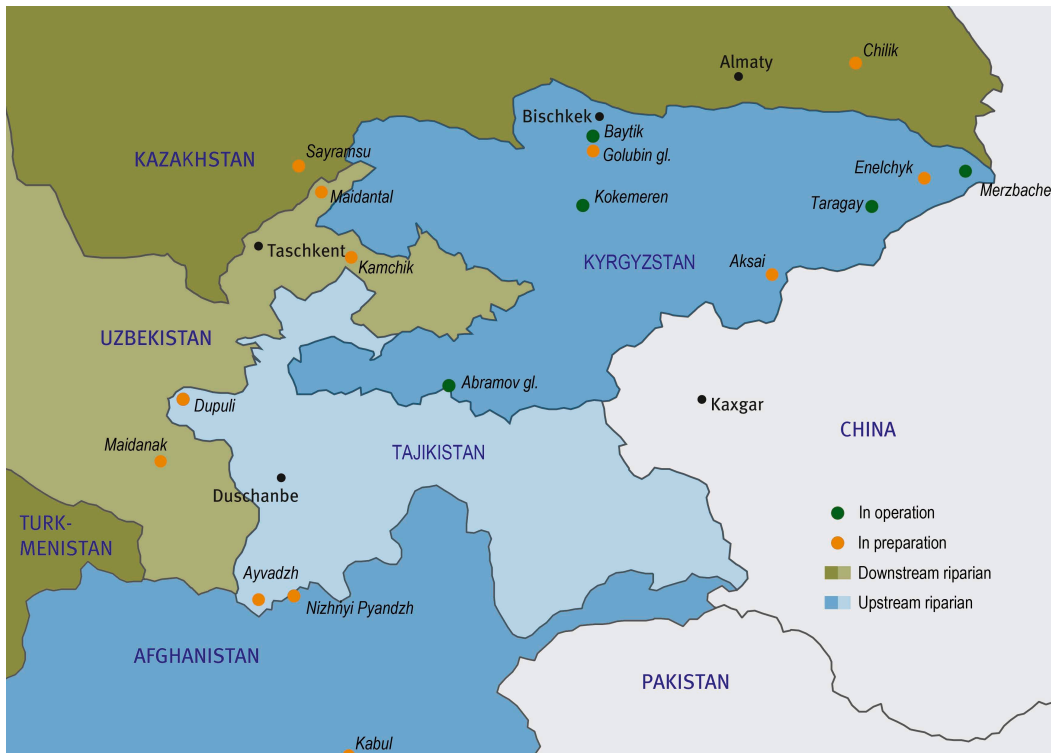 Chilik
Almaty
Bischkek
Baytik
Golubin gl.
KAZAKHSTAN
Sayramsu
Maidantal
Enelchyk
Merzbache
Kokemeren
Taragay
Taschkent
Kamchik
KYRGYZSTAN
Aksai
UZBEKISTAN
Abramov gl.
Dupuli
Kaxgar
CHINA
Maidanak
TAJIKISTAN
Duschanbe
TURK-
MENISTAN
In operation
In preparation
Downstream riparian
Upstream riparian
Ayvadzh
Nizhnyi Pyandzh
AFGHANISTAN
PAKISTAN
Kabul